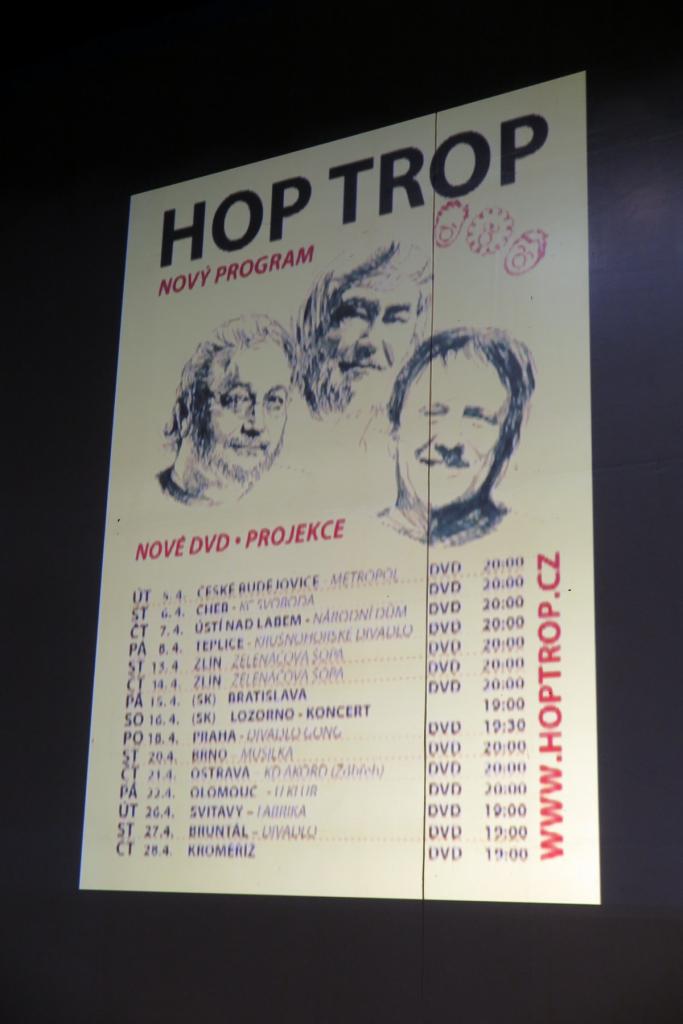 HOP TROP
NOVÝ PROGRAM
NOVÉ DVD • PROJEKCE
ÚT 5.4. ČESKÉ BUDĚJOVICE - METROPOL DVD 20:00
ST 6.4. CHEB - KC SVOBODA DVD 20:00
ČT 7.4. ÚSTÍ NAD LABEM - NÁRODNÍ DŮM DVD 20:00
PÁ 8.4. TEPLICE - KRUŠNOHORSKÉ DIVADLO DVD 20:00
ST 13.4. ZLÍN ZELENÁČOVA ŠOPA DVD 20:00
ČT 14.4. ZLÍN ZELENÁČOVA ŠOPA DVD 20:00
PÁ 15.4. (SK) BRATISLAVA DVD 20:00
SO 16.4. (SK) LOZORNO - KONCERT 19:00
PO 18.4. PRAHA - DIVADLO GONG DVD 19:30
ST 20.4. BRNO - MUSILKA DVD 20:00
ČT 21.4. OSTRAVA - KD AKORD (Zábřeh) DVD 20:00
PÁ 22.4. OLOMOUC - U KLUB DVD 20:00
ÚT 26.4. SVITAVY - FABRIKA DVD 19:00
ST 27.4. BRUNTÁL - DIVADLO DVD 19:00
ČT 28.4. KROMĚŘÍŽ DVD 19:00
WWW.HOPTROP.CZ